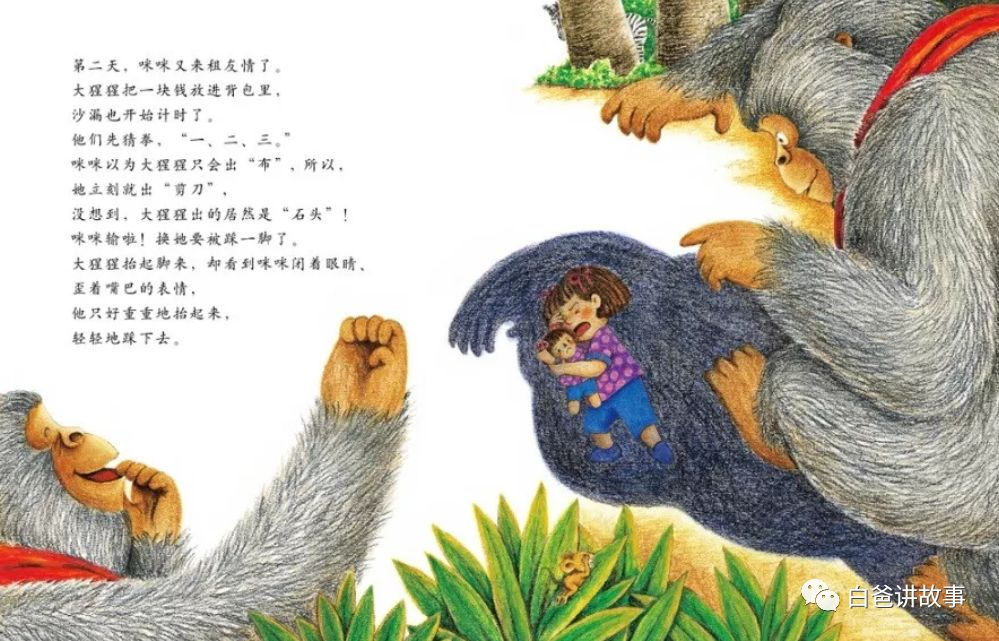 第二天，咪咪又来租友情了。
大猩猩把一块钱放进背包里，
沙漏也开始计时了。
他们先猜拳，“一、二、三。”
咪咪以为大猩猩只会出“布”，所以，
她立刻就出“剪刀”，
没想到，大猩猩出的居然是“石头”！
咪咪输啦！换她要被踩一脚了。
大猩猩抬起脚来，却看到咪咪闭着眼睛、
歪着嘴巴的表情，
他只好重重地抬起来，
轻轻地踩下去。
白爸讲故事